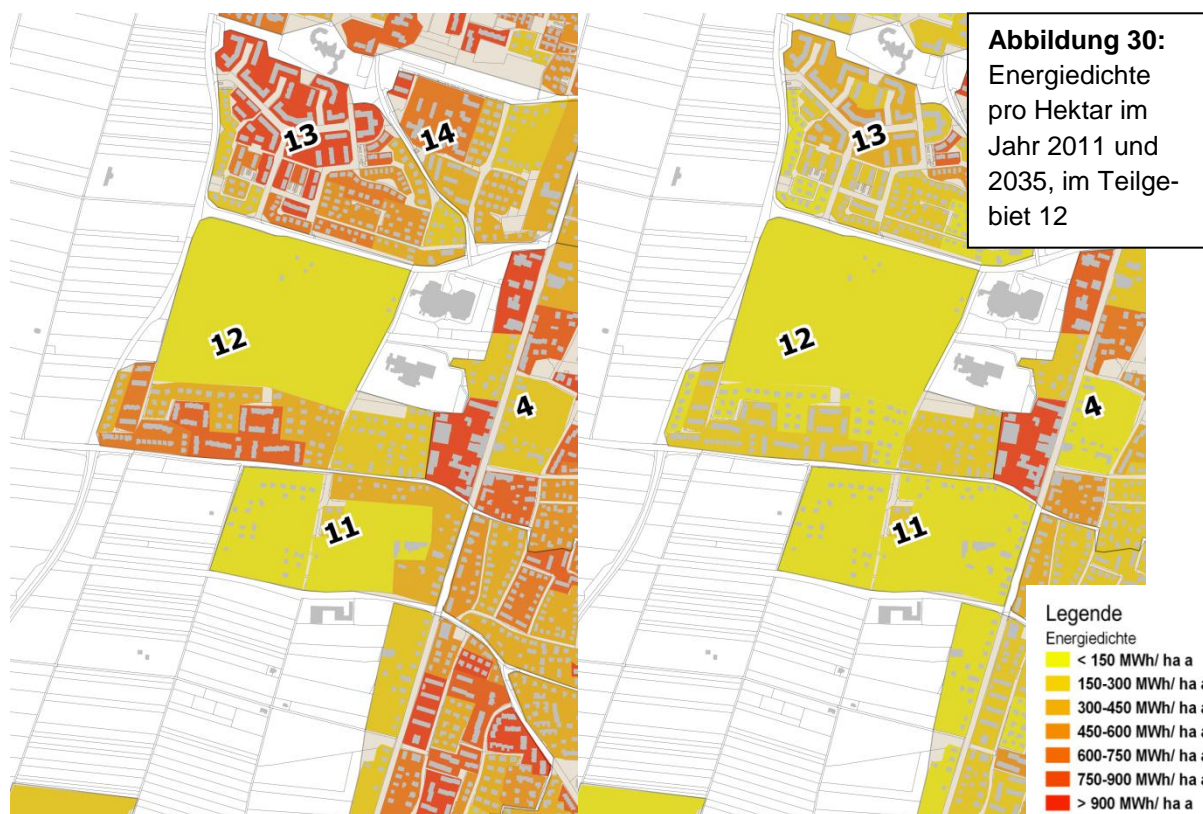 13
14
12
4
11
13
12
4
11
Abbildung 30:
Energiedichte
pro Hektar im
Jahr 2011 und
2035, im Teilge-
biet 12
Legende
Energiedichte
< 150 MWh/ ha a
150-300 MWh/ ha a
300-450 MWh/ ha a
450-600 MWh/ ha a
600-750 MWh/ ha a
750-900 MWh/ ha a
> 900 MWh/ ha a